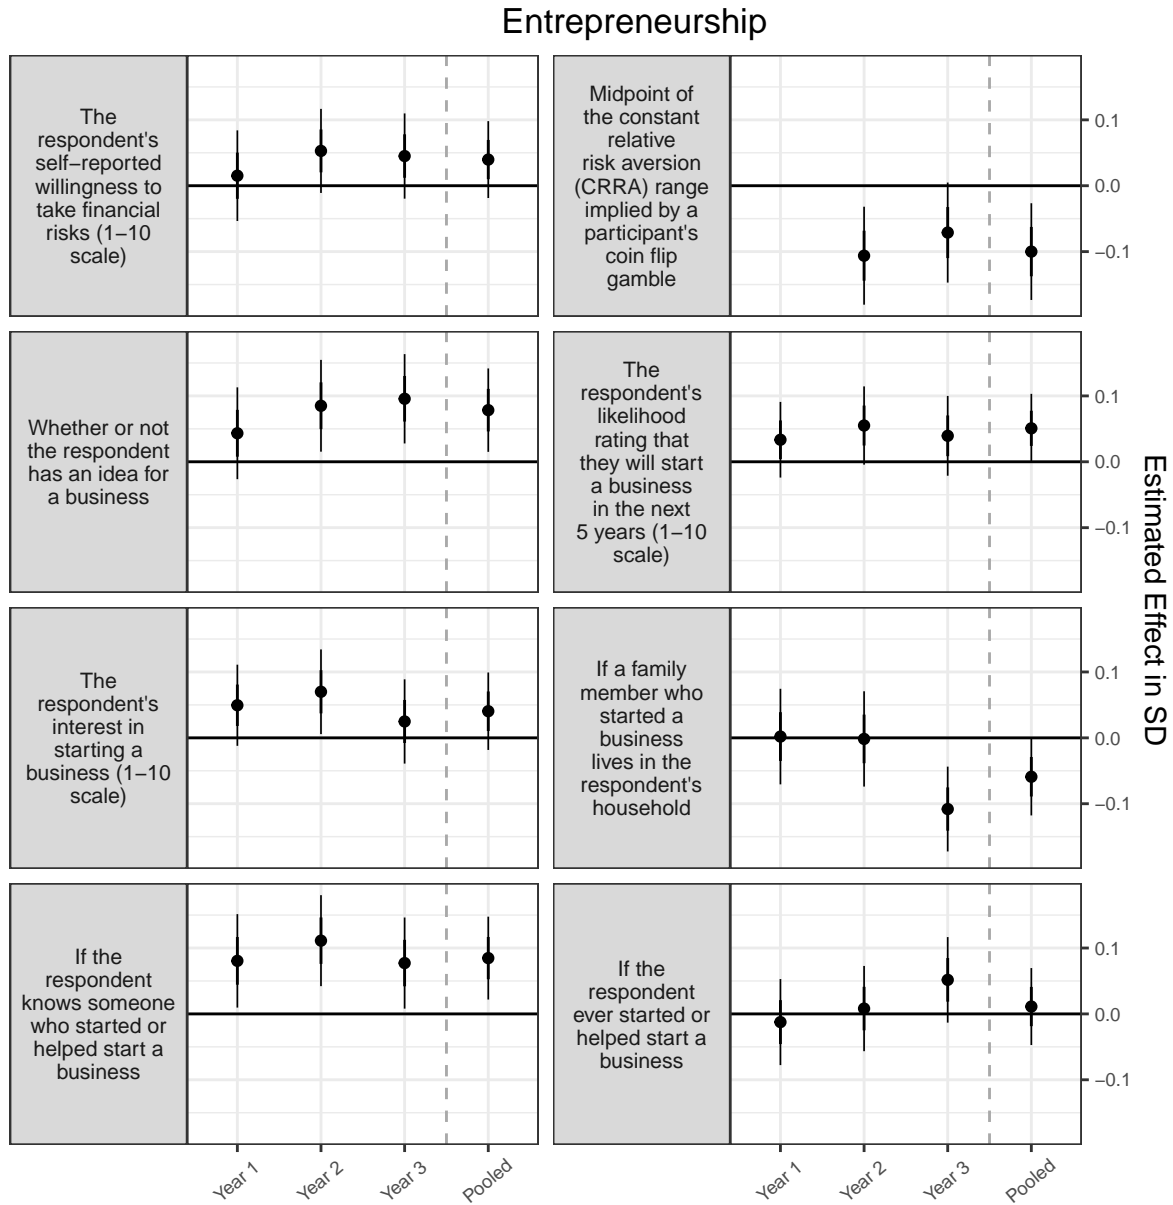 Entrepreneurship
The
respondent's
self−reported
willingness to
take financial
risks (1−10
scale)
Midpoint of
the constant
relative
risk aversion
(CRRA) range
implied by a
participant's
coin flip
gamble
0.1
0.0
−0.1
Whether or not
the respondent
has an idea for
a business
The
respondent's
likelihood
rating that
they will start
a business
in the next
5 years (1−10
scale)
0.1
0.0
−0.1
Estimated Effect in SD
The
respondent's
interest in
starting a
business (1−10
scale)
If a family
member who
started a
business
lives in the
respondent's
household
0.1
0.0
−0.1
If the
respondent
knows someone
who started or
helped start a
business
If the
respondent
ever started or
helped start a
business
0.1
0.0
−0.1
Year 1
Year 2
Year 3
Pooled
Year 1
Year 2
Year 3
Pooled